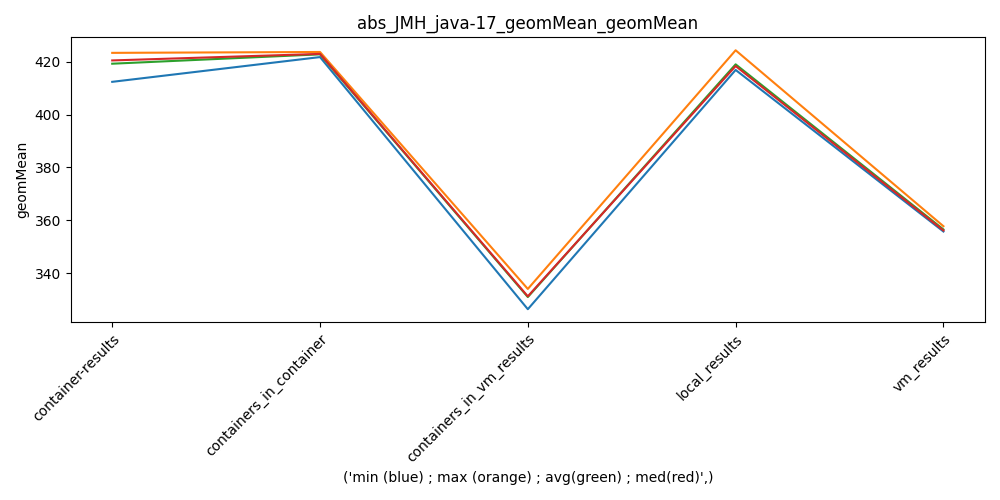 abs_JMH_java-17_geomMean_geomMean
geomMean
420
400
380
360
340
container-results
containers_in_container
containers_in_vm_results
local_results
vm_results
('min (blue) ; max (orange) ; avg(green) ; med(red)',)